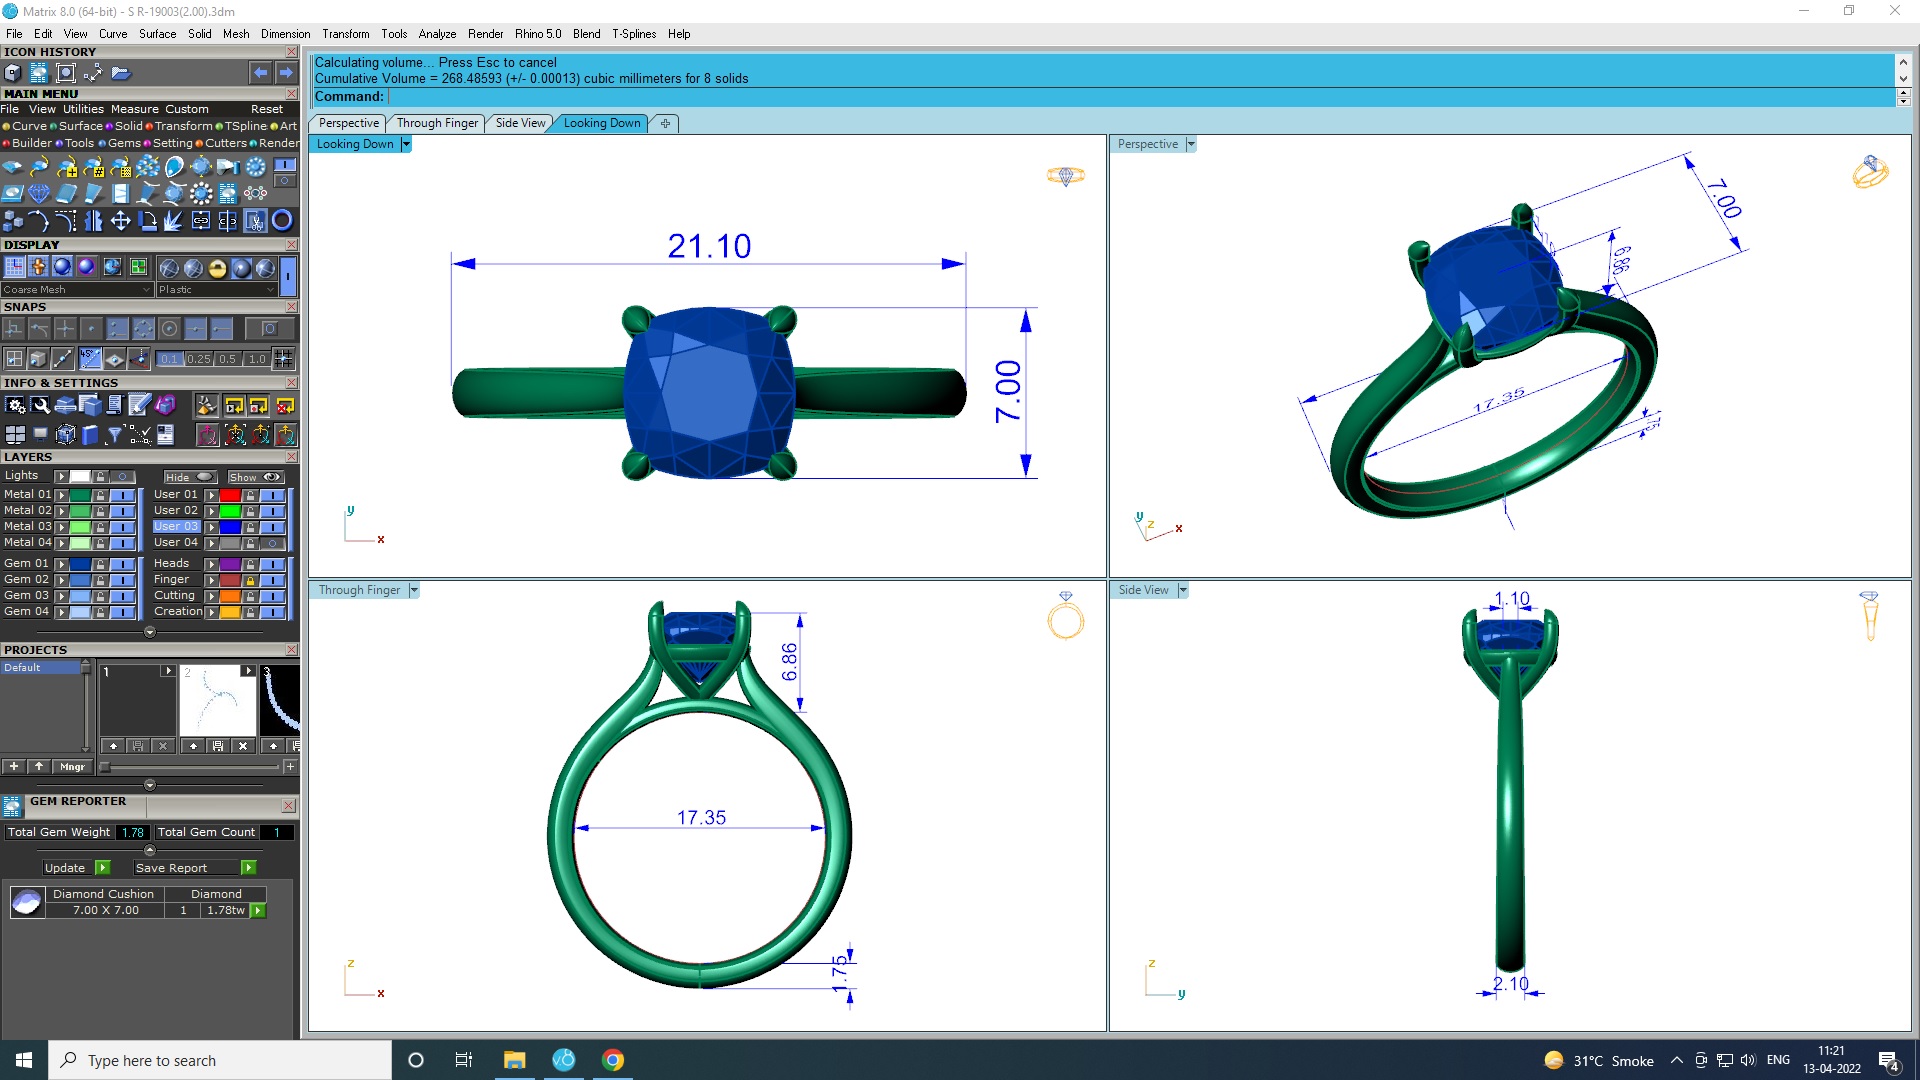 Matrix 8.0 (64-bit) - S R-19003(2.00).3dm
File Edit View Curve Surface Solid Mesh Dimension Transform Tools Analyze Render Rhino 5.0 Blend T-Splines Help
ICON HISTORY
MAIN MENU
File View Utilities Measure Custom Reset
Curve Surface Solid Transform TSpline Art
Builder Tools Gems Setting Cutters Render
DISPLAY
Coarse Mesh Plastic
SNAPS
45°
0.1 0.25 0.5 1.0
INFO & SETTINGS
LAYERS
Lights Hide Show
Metal 01 User 01
Metal 02 User 02
Metal 03 User 03
Metal 04 User 04
Gem 01 Heads
Gem 02 Finger
Gem 03 Cutting
Gem 04 Creation
PROJECTS
Default
1 2 3
Mngr
GEM REPORTER
Total Gem Weight 1.78 Total Gem Count 1
Update Save Report
Diamond Cushion Diamond
7.00 X 7.00 1 1.78tw
Calculating volume... Press Esc to cancel
Cumulative Volume = 268.48593 (+/- 0.00013) cubic millimeters for 8 solids
Command:
Perspective Through Finger Side View Looking Down
Looking Down
21.10
7.00
y
x
Perspective
7.00
6.86
17.35
y
z
x
Through Finger
6.86
17.35
1.75
z
x
Side View
1.10
2.10
z
y
Type here to search
31°C Smoke
ENG
11:21
13-04-2022
4